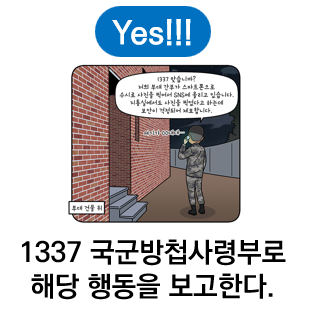 Yes!!!
1337 맞습니까?
저희 부대 간부가 스마트폰으로
수시로 사진을 찍어서 SNS에 올리고 있습니다.
지통실에서도 사진을 찍었다고 하는데
보안이 걱정되어 제보합니다.
부대 건물 뒤
1337 국군방첩사령부로
해당 행동을 보고한다.